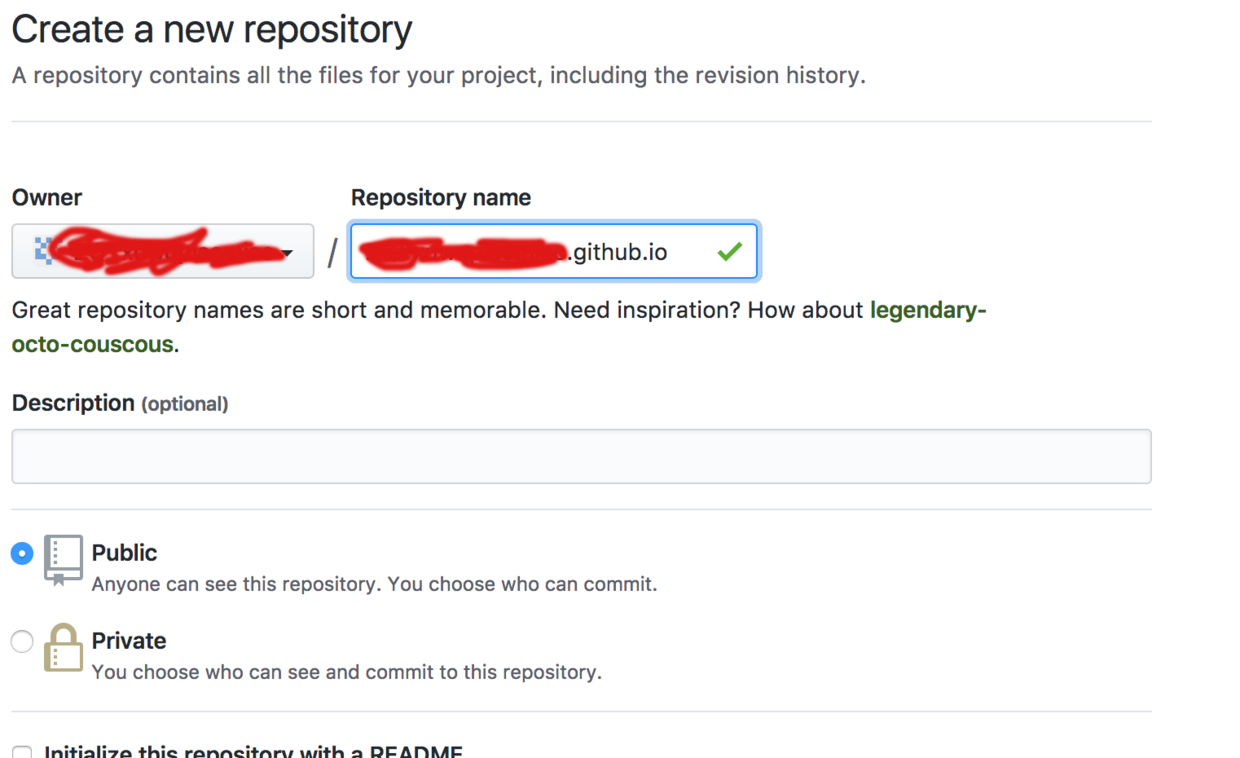 Create a new repository
A repository contains all the files for your project, including the revision history.
Owner
Repository name
/
.github.io
Great repository names are short and memorable. Need inspiration? How about legendary-
octo-couscous.
Description (optional)
Public
Anyone can see this repository. You choose who can commit.
Private
You choose who can see and commit to this repository.
Initialize this repository with a README